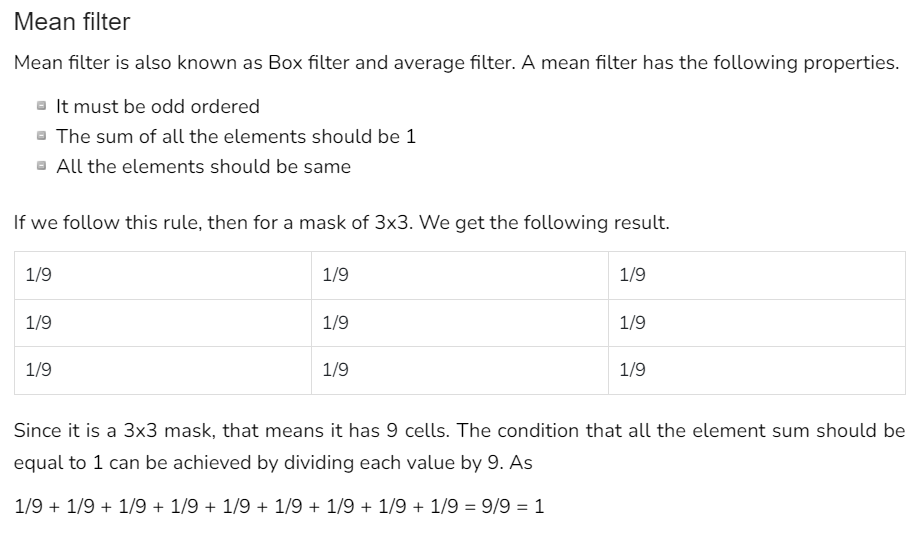 Mean filter
Mean filter is also known as Box filter and average filter. A mean filter has the following properties.
It must be odd ordered
The sum of all the elements should be 1
All the elements should be same
If we follow this rule, then for a mask of 3x3. We get the following result.
1/9 1/9 1/9
1/9 1/9 1/9
1/9 1/9 1/9
Since it is a 3x3 mask, that means it has 9 cells. The condition that all the element sum should be
equal to 1 can be achieved by dividing each value by 9. As
1/9 + 1/9 + 1/9 + 1/9 + 1/9 + 1/9 + 1/9 + 1/9 + 1/9 = 9/9 = 1